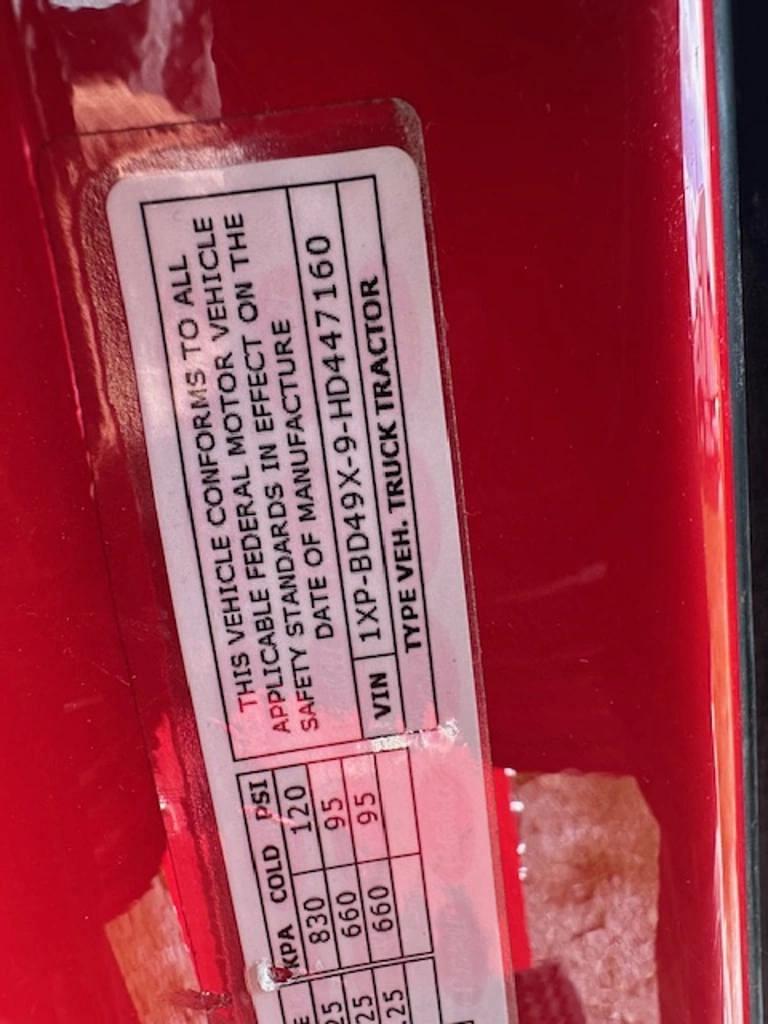 THIS VEHICLE CONFORMS TO ALL
APPLICABLE FEDERAL MOTOR VEHICLE
SAFETY STANDARDS IN EFFECT ON THE
DATE OF MANUFACTURE
VIN 1XP-BD49X-9-HD447160
TYPE VEH. TRUCK TRACTOR
KPA COLD PSI
830 120
660 95
660 95